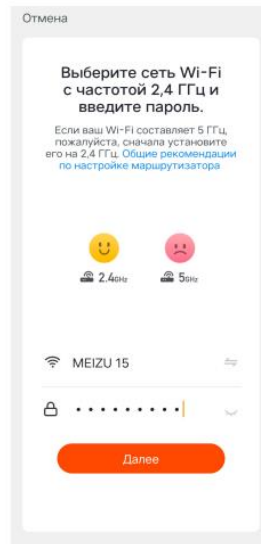 Отмена
Выберите сеть Wi-Fi
с частотой 2,4 ГГц и
введите пароль.
Если ваш Wi-Fi составляет 5 ГГц,
пожалуйста, сначала установите
его на 2,4 ГГц. Общие рекомендации
по настройке маршрутизатора
2.4GHz 5GHz
MEIZU 15
Далее